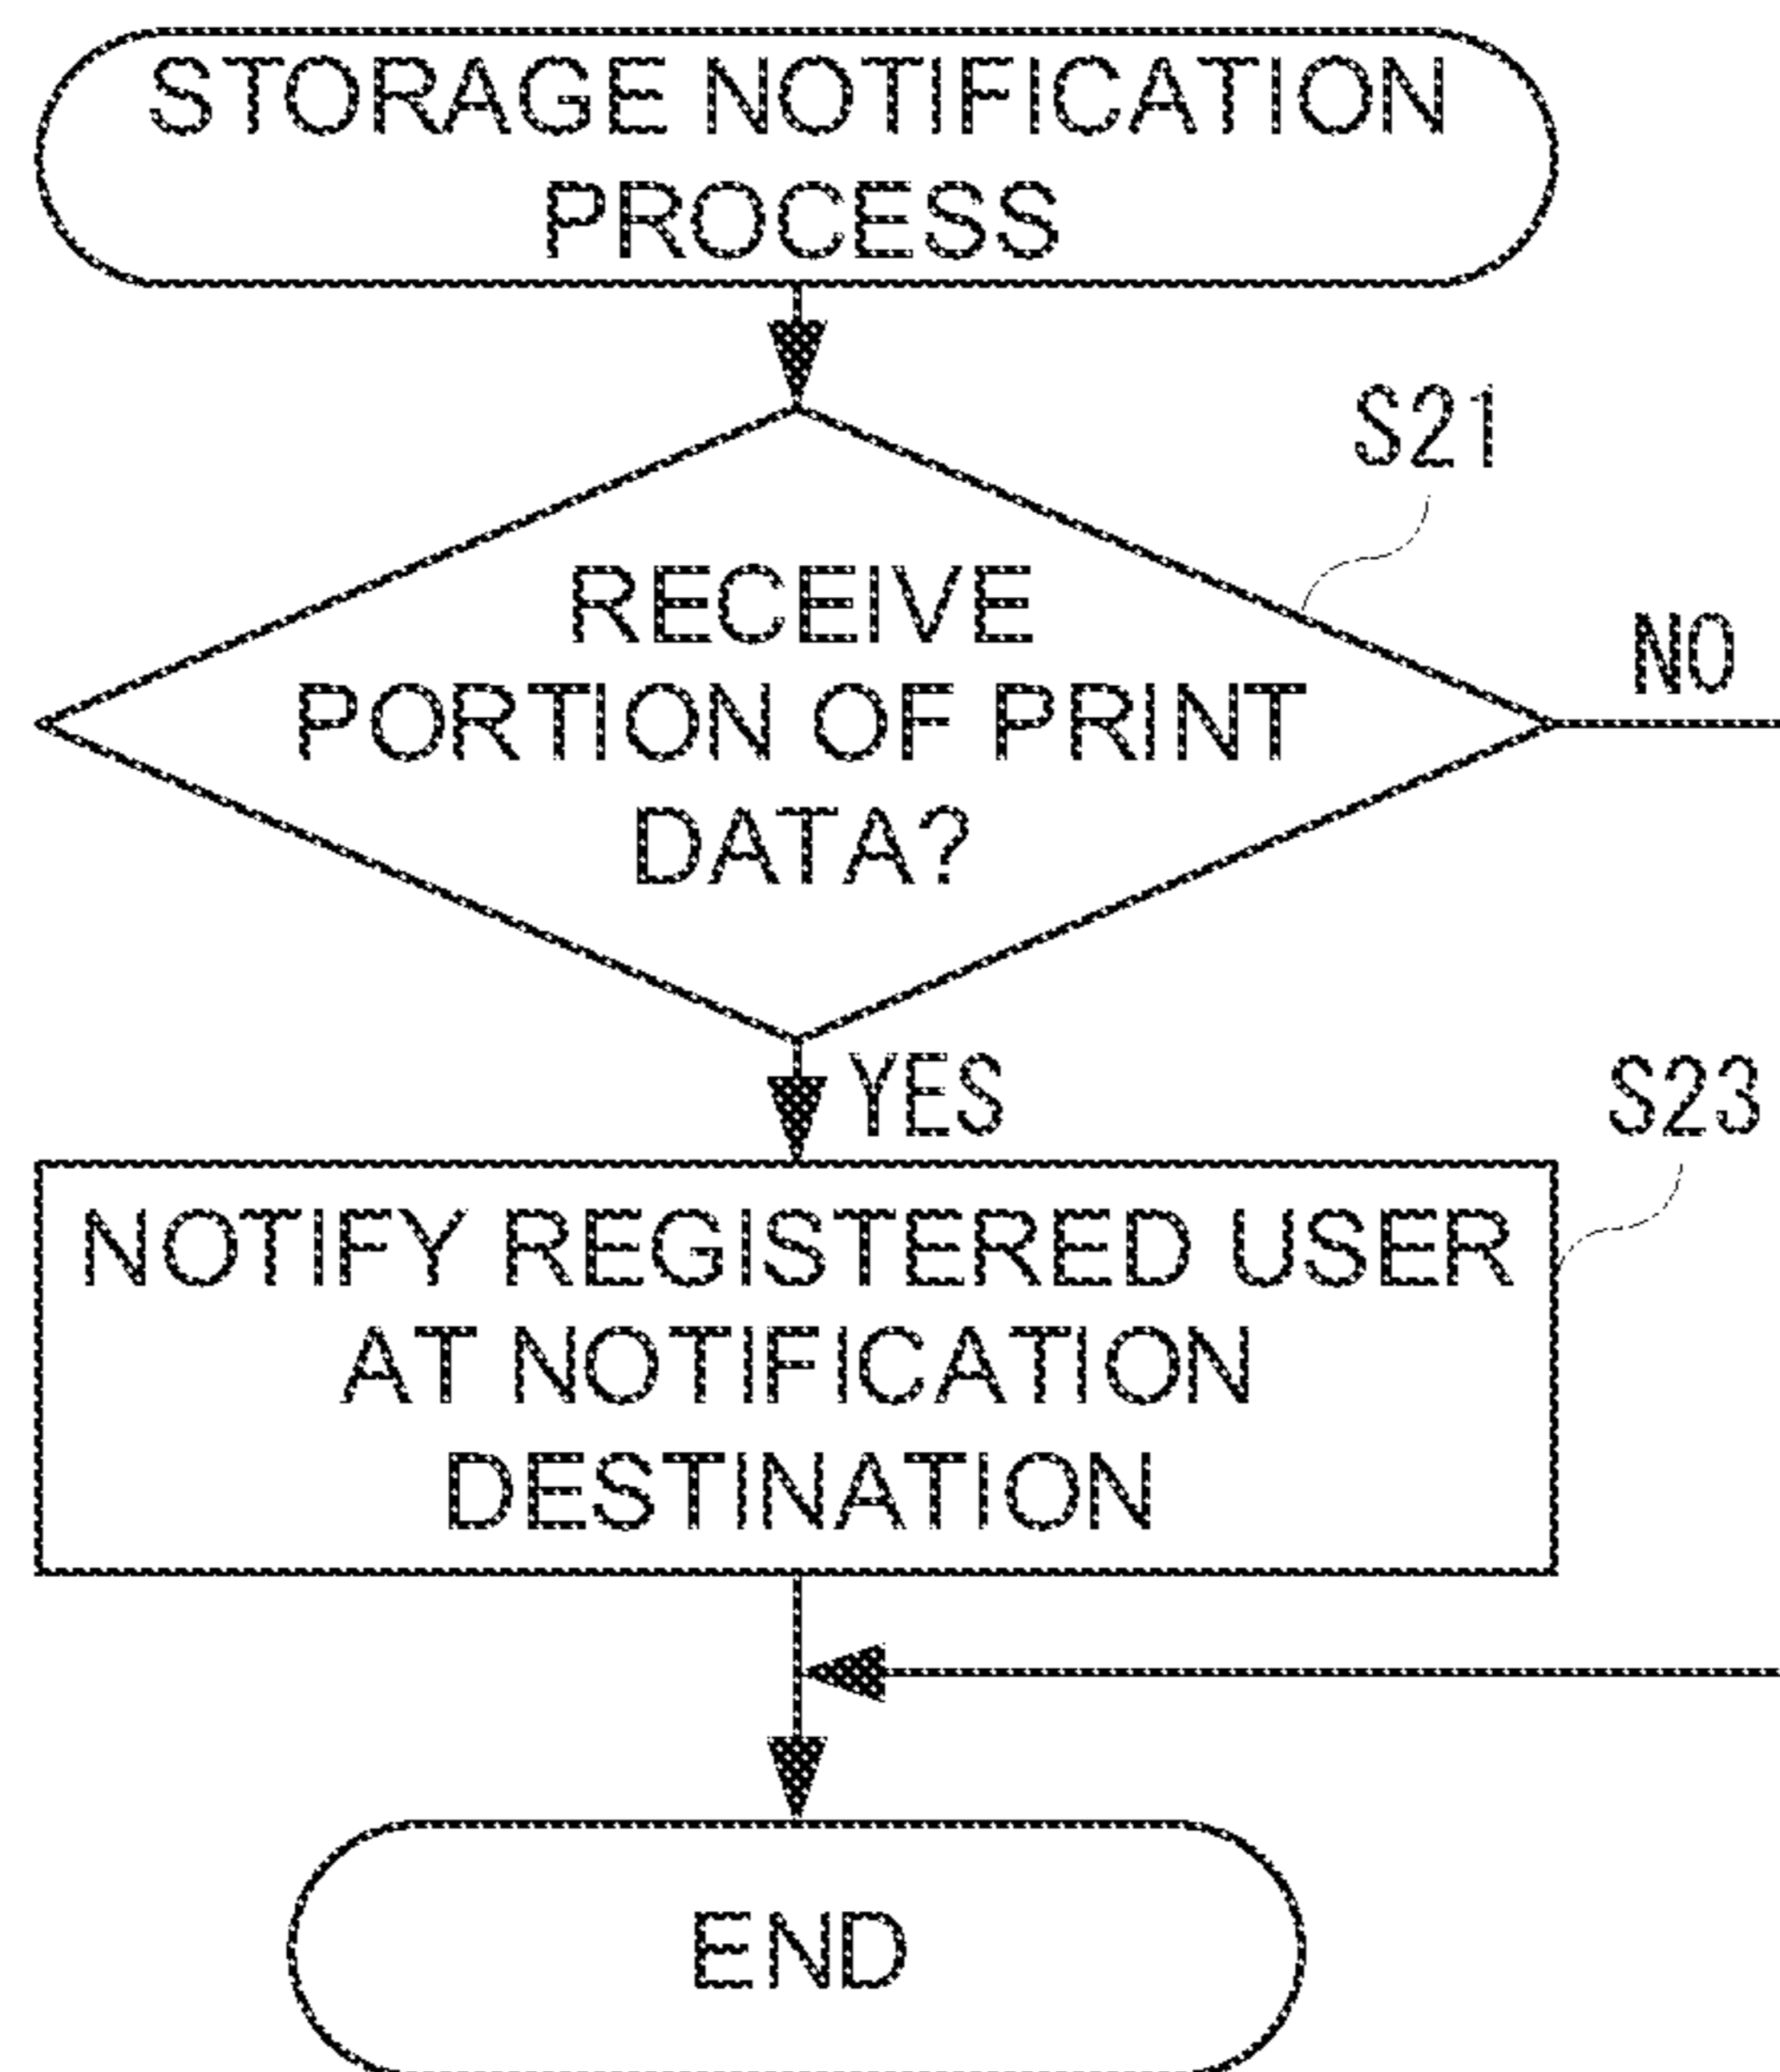 STORAGE NOTIFICATION
PROCESS
S21
RECEIVE
PORTION OF PRINT
DATA?
NO
YES
S23
NOTIFY REGISTERED USER
AT NOTIFICATION
DESTINATION
END